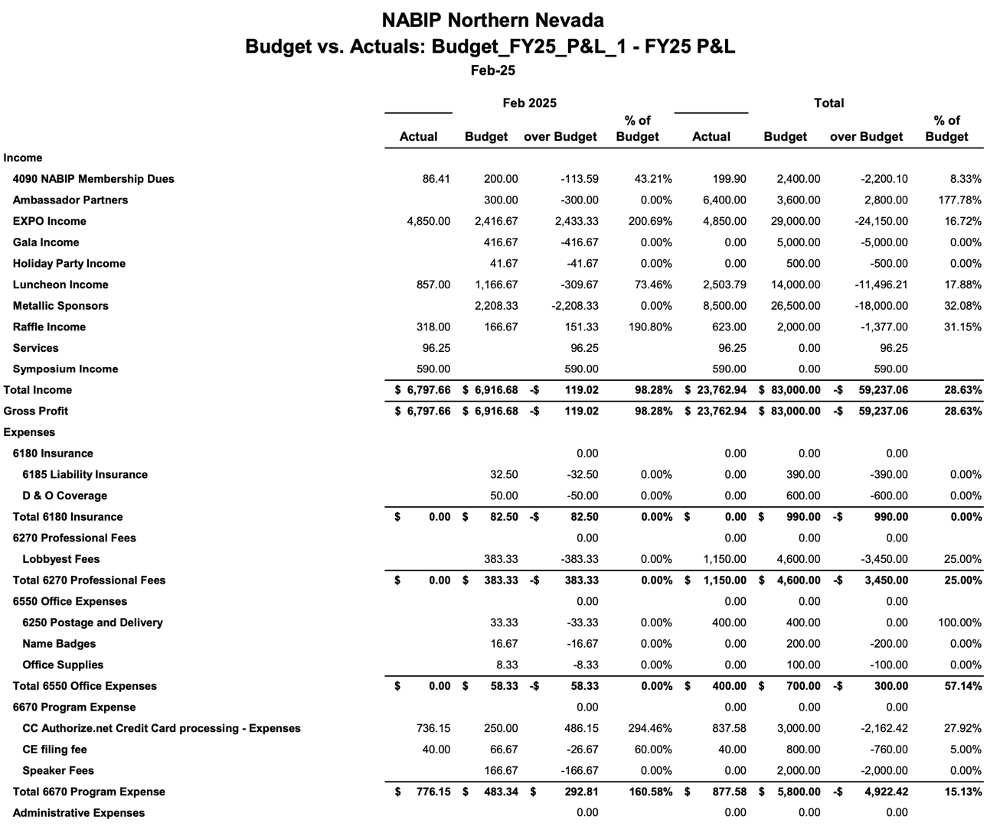 NABIP Northern Nevada
Budget vs. Actuals: Budget_FY25_P&L_1 - FY25 P&L
Feb-25
Feb 2025 Total
% of % of
Actual Budget over Budget Budget Actual Budget over Budget Budget
Income
4090 NABIP Membership Dues 86.41 200.00 -113.59 43.21% 199.90 2,400.00 -2,200.10 8.33%
Ambassador Partners 300.00 -300.00 0.00% 6,400.00 3,600.00 2,800.00 177.78%
EXPO Income 4,850.00 2,416.67 2,433.33 200.69% 4,850.00 29,000.00 -24,150.00 16.72%
Gala Income 416.67 -416.67 0.00% 0.00 5,000.00 -5,000.00 0.00%
Holiday Party Income 41.67 -41.67 0.00% 0.00 500.00 -500.00 0.00%
Luncheon Income 857.00 1,166.67 -309.67 73.46% 2,503.79 14,000.00 -11,496.21 17.88%
Metallic Sponsors 2,208.33 -2,208.33 0.00% 8,500.00 26,500.00 -18,000.00 32.08%
Raffle Income 318.00 166.67 151.33 190.80% 623.00 2,000.00 -1,377.00 31.15%
Services 96.25 96.25 96.25 0.00 96.25
Symposium Income 590.00 590.00 590.00 0.00 590.00
Total Income $ 6,797.66 $ 6,916.68 -$ 119.02 98.28% $ 23,762.94 $ 83,000.00 -$ 59,237.06 28.63%
Gross Profit $ 6,797.66 $ 6,916.68 -$ 119.02 98.28% $ 23,762.94 $ 83,000.00 -$ 59,237.06 28.63%
Expenses
6180 Insurance 0.00 0.00 0.00 0.00
6185 Liability Insurance 32.50 -32.50 0.00% 0.00 390.00 -390.00 0.00%
D & O Coverage 50.00 -50.00 0.00% 0.00 600.00 -600.00 0.00%
Total 6180 Insurance $ 0.00 $ 82.50 -$ 82.50 0.00% $ 0.00 $ 990.00 -$ 990.00 0.00%
6270 Professional Fees 0.00 0.00 0.00 0.00
Lobbyest Fees 383.33 -383.33 0.00% 1,150.00 4,600.00 -3,450.00 25.00%
Total 6270 Professional Fees $ 0.00 $ 383.33 -$ 383.33 0.00% $ 1,150.00 $ 4,600.00 -$ 3,450.00 25.00%
6550 Office Expenses 0.00 0.00 0.00 0.00
6250 Postage and Delivery 33.33 -33.33 0.00% 400.00 400.00 0.00 100.00%
Name Badges 16.67 -16.67 0.00% 0.00 200.00 -200.00 0.00%
Office Supplies 8.33 -8.33 0.00% 0.00 100.00 -100.00 0.00%
Total 6550 Office Expenses $ 0.00 $ 58.33 -$ 58.33 0.00% $ 400.00 $ 700.00 -$ 300.00 57.14%
6670 Program Expense 0.00 0.00 0.00 0.00
CC Authorize.net Credit Card processing - Expenses 736.15 250.00 486.15 294.46% 837.58 3,000.00 -2,162.42 27.92%
CE filing fee 40.00 66.67 -26.67 60.00% 40.00 800.00 -760.00 5.00%
Speaker Fees 166.67 -166.67 0.00% 0.00 2,000.00 -2,000.00 0.00%
Total 6670 Program Expense $ 776.15 $ 483.34 $ 292.81 160.58% $ 877.58 $ 5,800.00 -$ 4,922.42 15.13%
Administrative Expenses 0.00 0.00 0.00 0.00